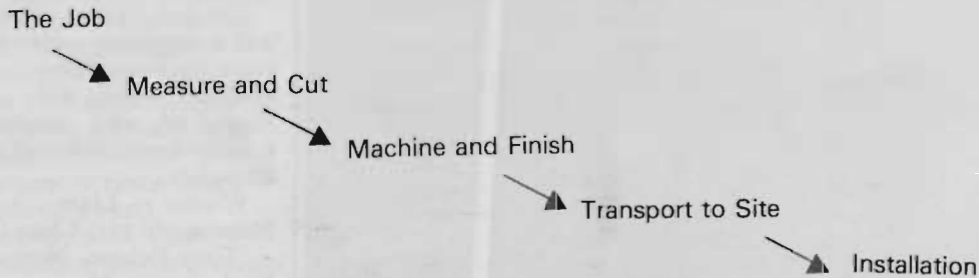 The Job
Measure and Cut
Machine and Finish
Transport to Site
Installation